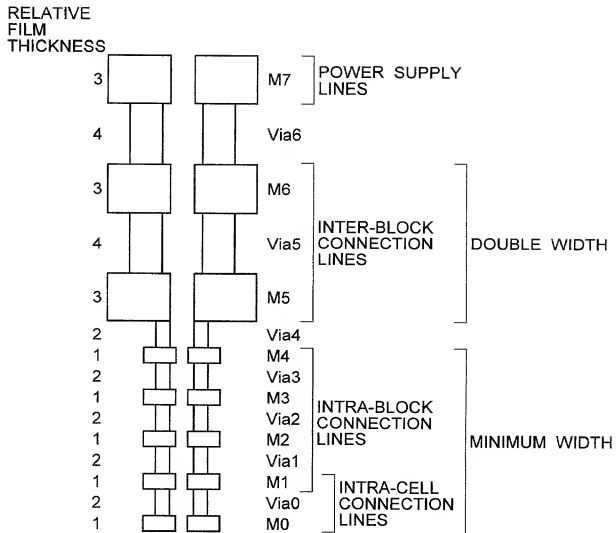 RELATIVE
FILM
THICKNESS
3 M7 POWER SUPPLY
LINES
4 Via6
3 M6
4 Via5 INTER-BLOCK
CONNECTION
LINES
DOUBLE WIDTH
3 M5
2 Via4
1 M4
2 Via3
1 M3
2 Via2
1 M2
INTRA-BLOCK
CONNECTION
LINES
MINIMUM WIDTH
2 Via1
1 M1
2 Via0
1 M0
INTRA-CELL
CONNECTION
LINES